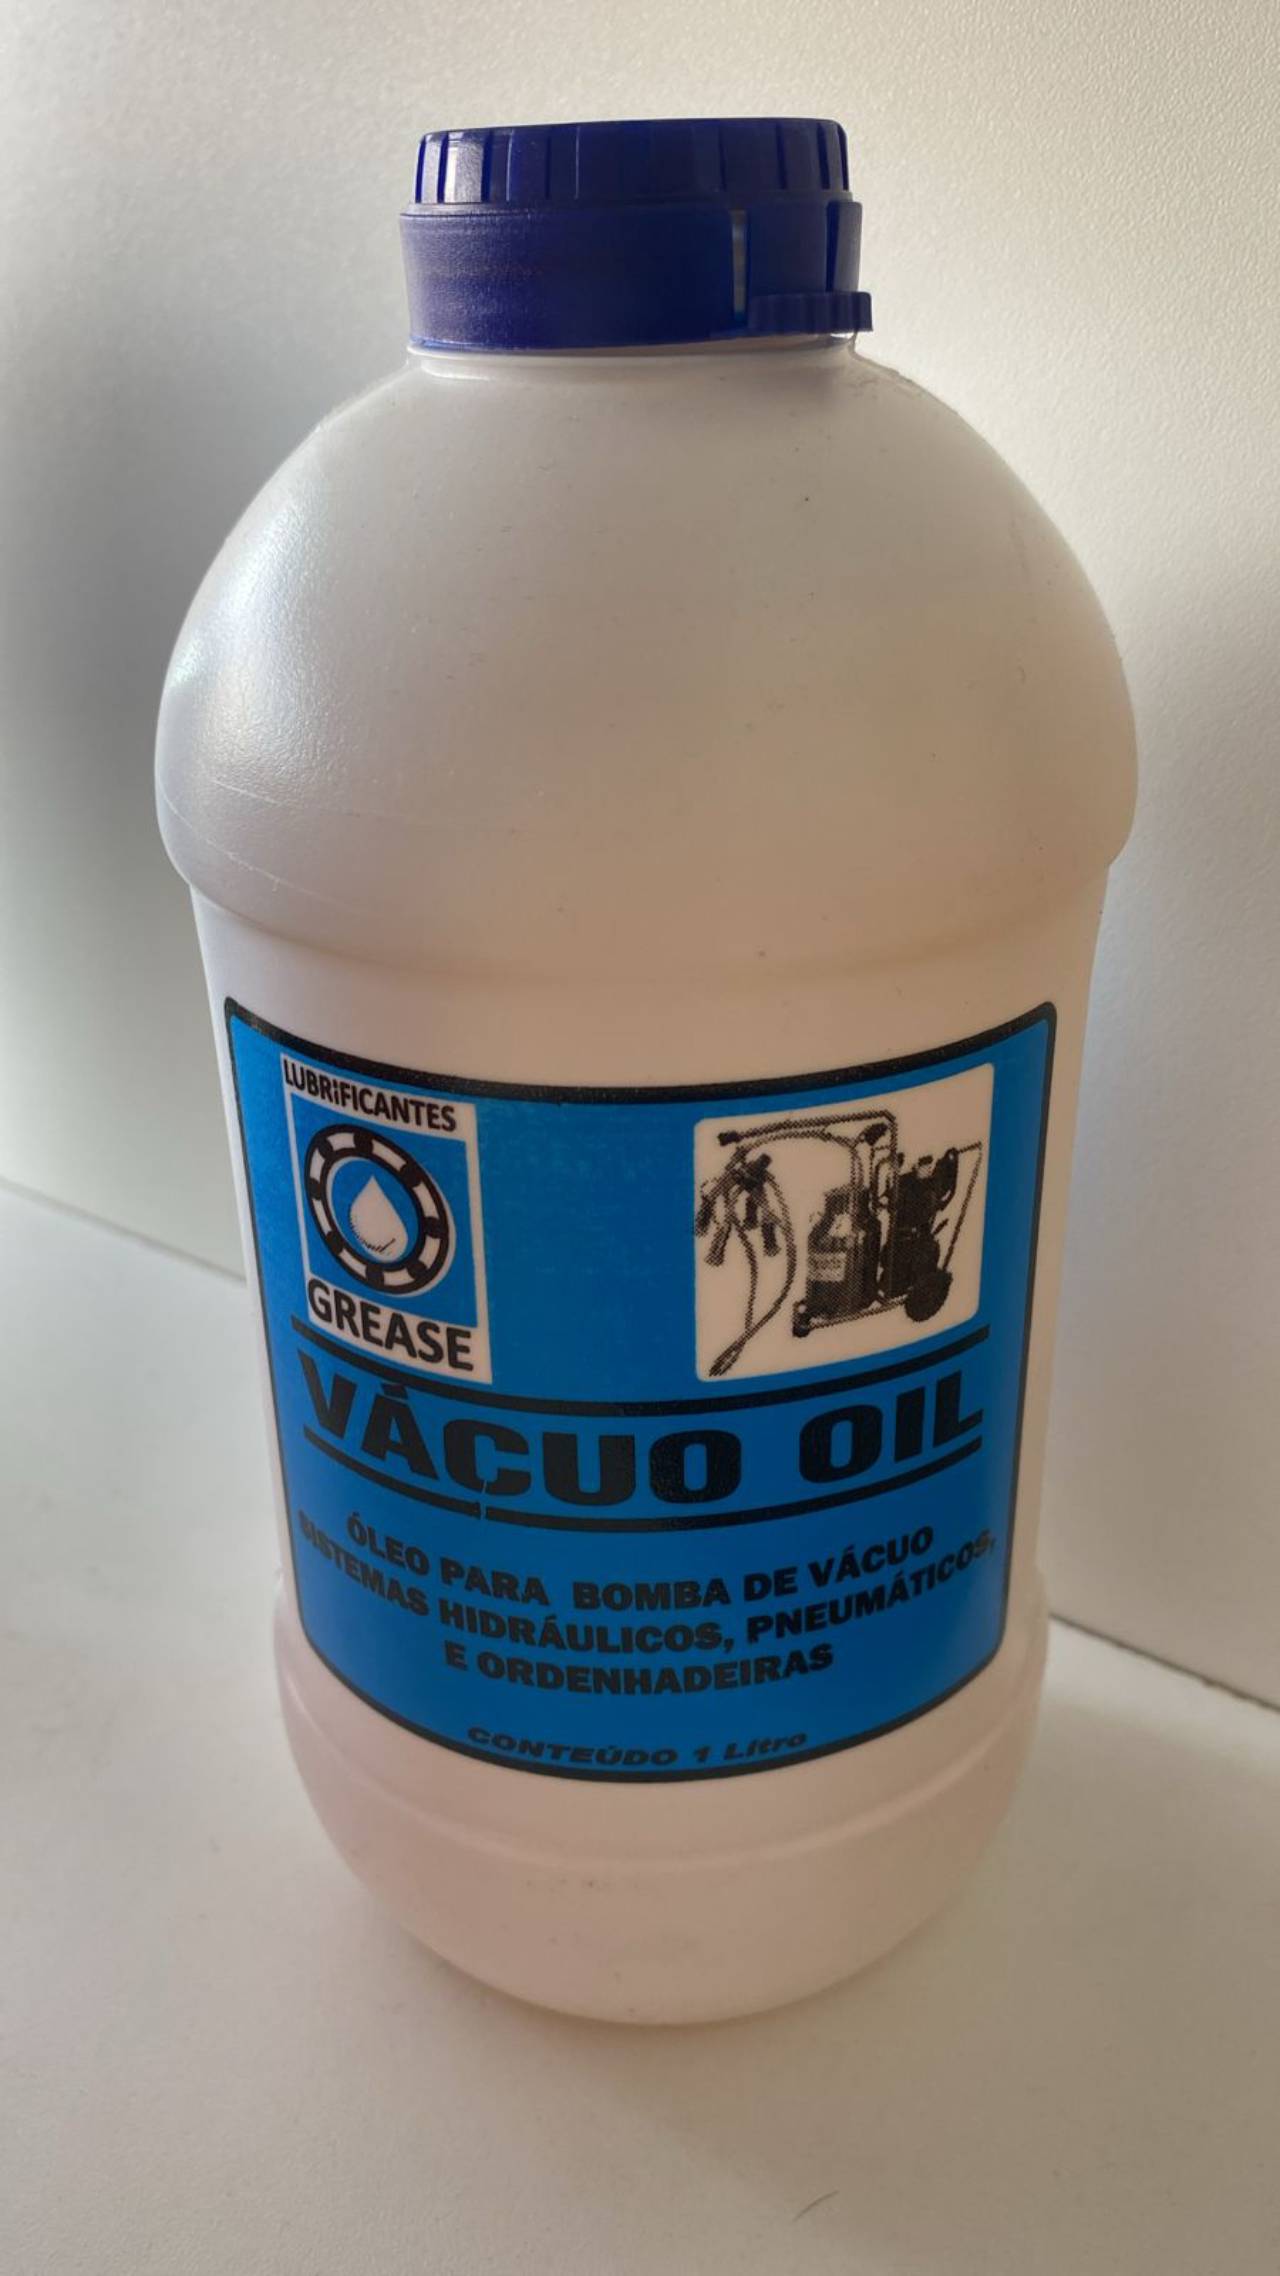 LUBRiFICANTES
GREASE
VÁCUO OIL
ÓLEO PARA BOMBA DE VÁCUO
SISTEMAS HIDRÁULICOS, PNEUMÁTICOS,
E ORDENHADEIRAS
CONTEÚDO 1 Litro